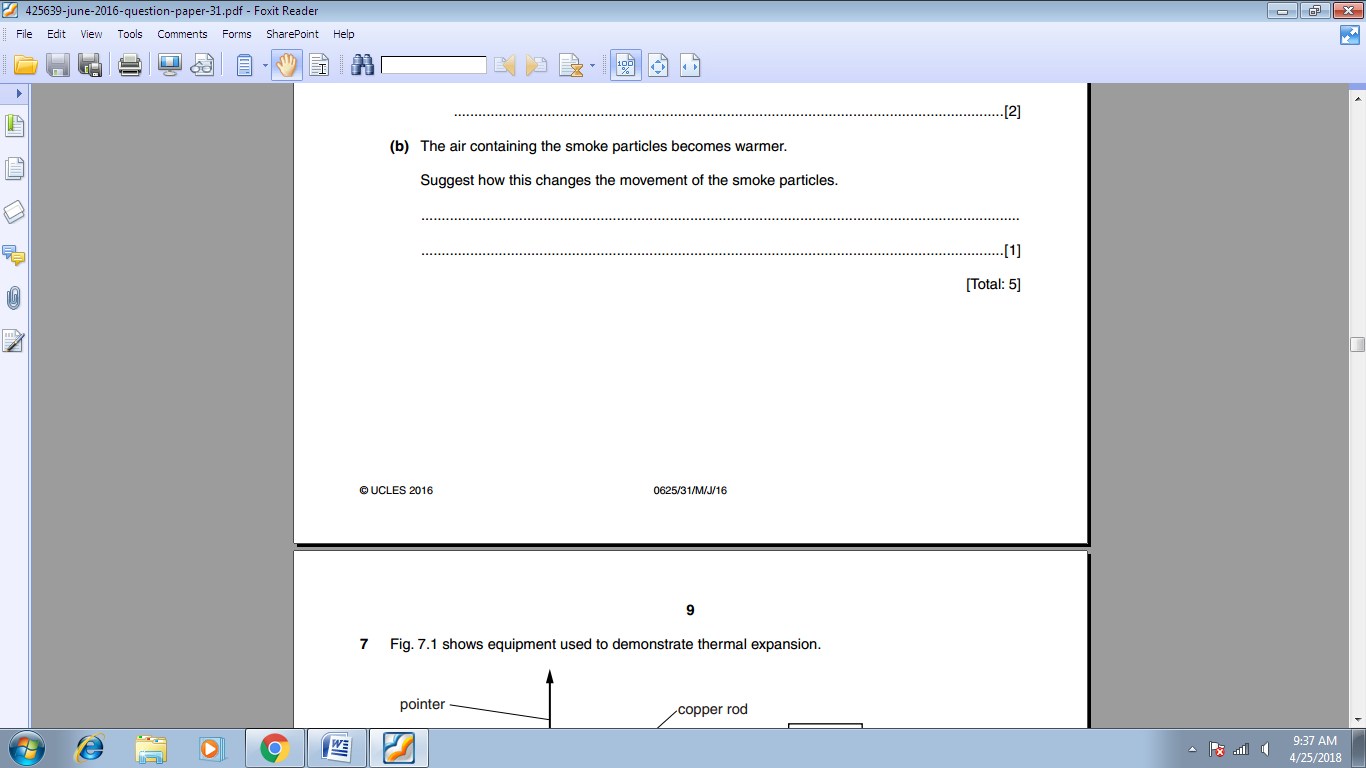 425639-june-2016-question-paper-31.pdf - Foxit Reader
File Edit View Tools Comments Forms SharePoint Help
..........[2]
(b) The air containing the smoke particles becomes warmer.
Suggest how this changes the movement of the smoke particles.
..........
..........[1]
[Total: 5]
© UCLES 2016 0625/31/M/J/16
9
7 Fig. 7.1 shows equipment used to demonstrate thermal expansion.
pointer
copper rod
9:37 AM
4/25/2018